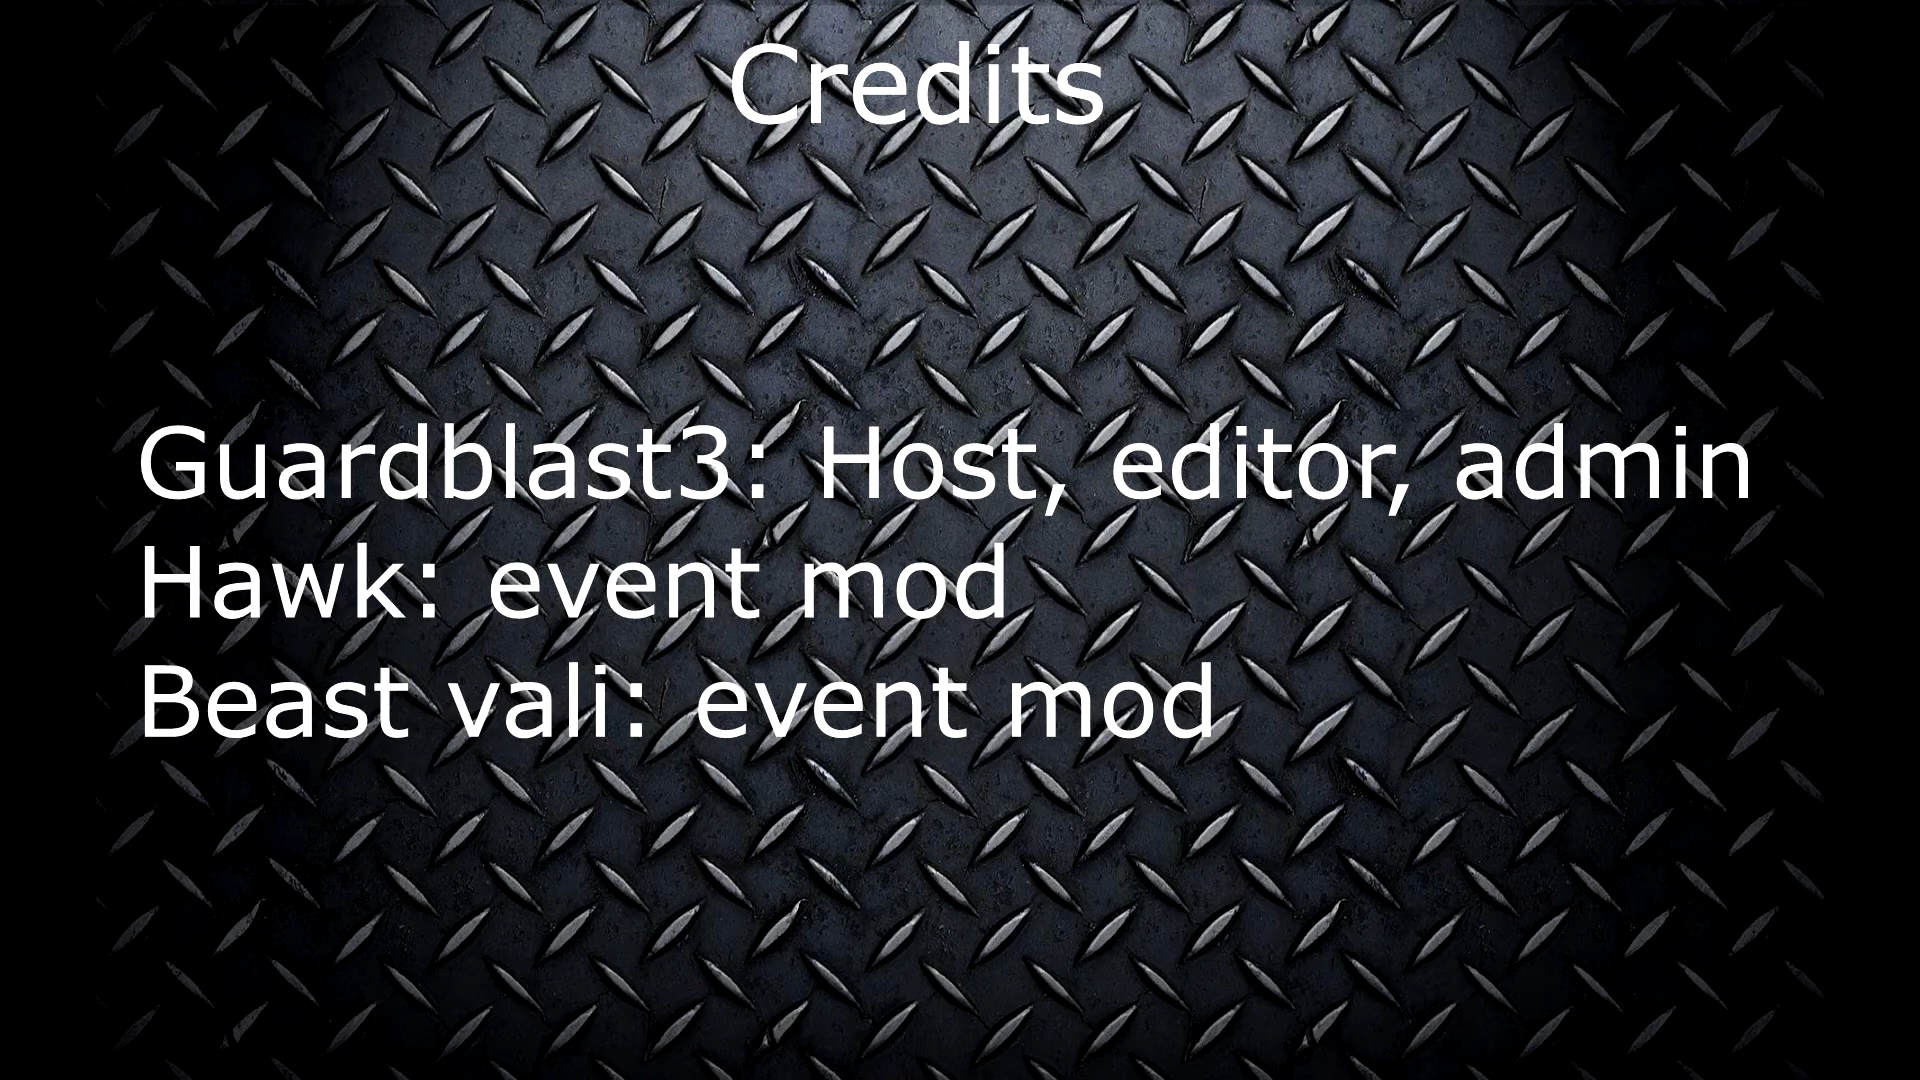 Credits
Guardblast3: Host, editor, admin
Hawk: event mod
Beast vali: event mod